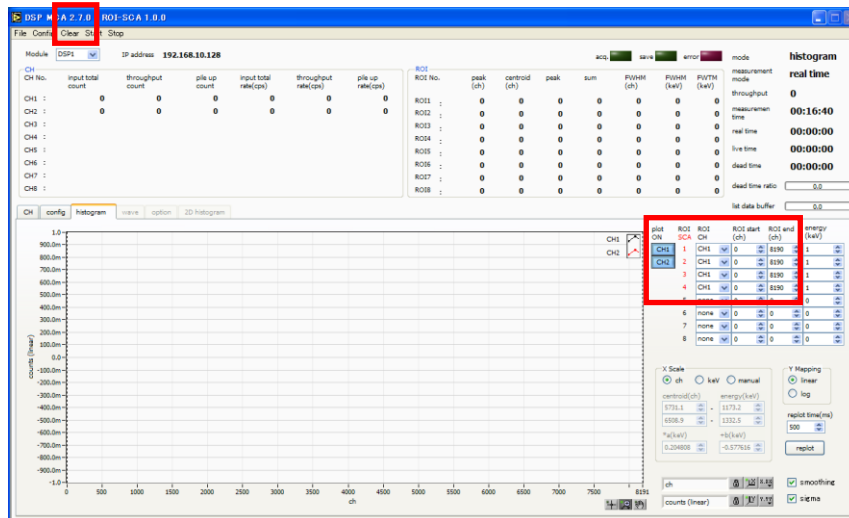 DSP MCA 2.7.0 ROI-SCA 1.0.0
File Config Clear Start Stop
Module DSP1 IP address 192.168.10.128 acq. save error mode histogram
measurement mode real time
throughput 0
measuremen time 00:16:40
real time 00:00:00
live time 00:00:00
dead time 00:00:00
dead time ratio 0.0
list data buffer 0.0
CH
CH No. input total count throughput count pile up count input total rate(cps) throughput rate(cps) pile up rate(cps)
CH1 : 0 0 0 0 0 0
CH2 : 0 0 0 0 0 0
CH3 :
CH4 :
CH5 :
CH6 :
CH7 :
CH8 :
ROI
ROI No. peak (ch) centroid (ch) peak sum FWHM (ch) FWHM (keV) FWTM (keV)
ROI1 : 0 0 0 0 0 0 0
ROI2 : 0 0 0 0 0 0 0
ROI3 : 0 0 0 0 0 0 0
ROI4 : 0 0 0 0 0 0 0
ROI5 : 0 0 0 0 0 0 0
ROI6 : 0 0 0 0 0 0 0
ROI7 : 0 0 0 0 0 0 0
ROI8 : 0 0 0 0 0 0 0
CH config histogram wave option 2D histogram
1.0
900.0m
800.0m
700.0m
600.0m
500.0m
400.0m
300.0m
200.0m
100.0m
0.0
-100.0m
-200.0m
-300.0m
-400.0m
-500.0m
-600.0m
-700.0m
-800.0m
-900.0m
-1.0
counts (linear)
0 500 1000 1500 2000 2500 3000 3500 4000 4500 5000 5500 6000 6500 7000 7500 8191
ch
CH1
CH2
plot ON ROI SCA ROI CH ROI start (ch) ROI end (ch) energy (keV)
CH1 1 CH1 0 8190 1
CH2 2 CH1 0 8190 1
3 CH1 0 8190 1
4 CH1 0 8190 1
5 none 0 0 0
6 none 0 0 0
7 none 0 0 0
8 none 0 0 0
X Scale
ch keV manual
centroid(ch) energy(keV)
5731.1 - 1173.2
6508.9 - 1332.5
*a(keV) +b(keV)
0.204808 -0.577616
Y Mapping
linear
log
replot time(ms)
500
replot
ch smoothing
counts (linear) sigma